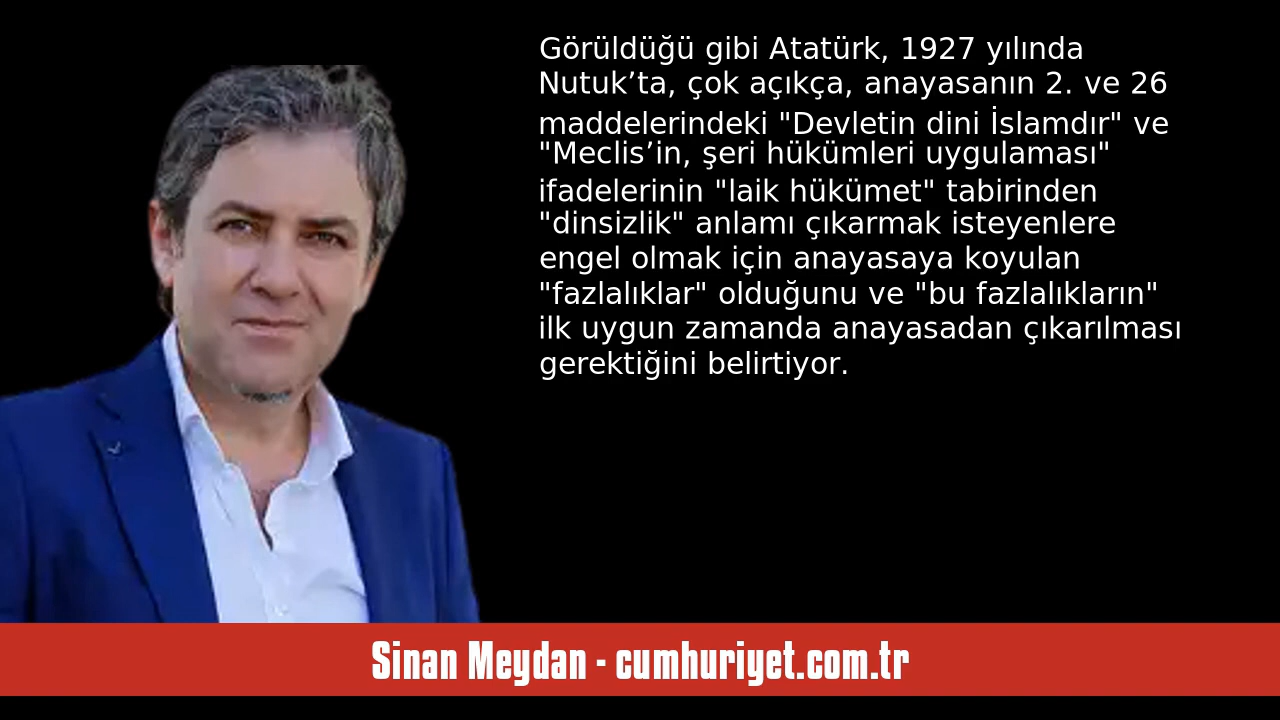 Görüldüğü gibi Atatürk, 1927 yılında
Nutuk’ta, çok açıkça, anayasanın 2. ve 26
maddelerindeki "Devletin dini İslamdır" ve
"Meclis’in, şeri hükümleri uygulaması"
ifadelerinin "laik hükümet" tabirinden
"dinsizlik" anlamı çıkarmak isteyenlere
engel olmak için anayasaya koyulan
"fazlalıklar" olduğunu ve "bu fazlalıkların"
ilk uygun zamanda anayasadan çıkarılması
gerektiğini belirtiyor.
Sinan Meydan - cumhuriyet.com.tr